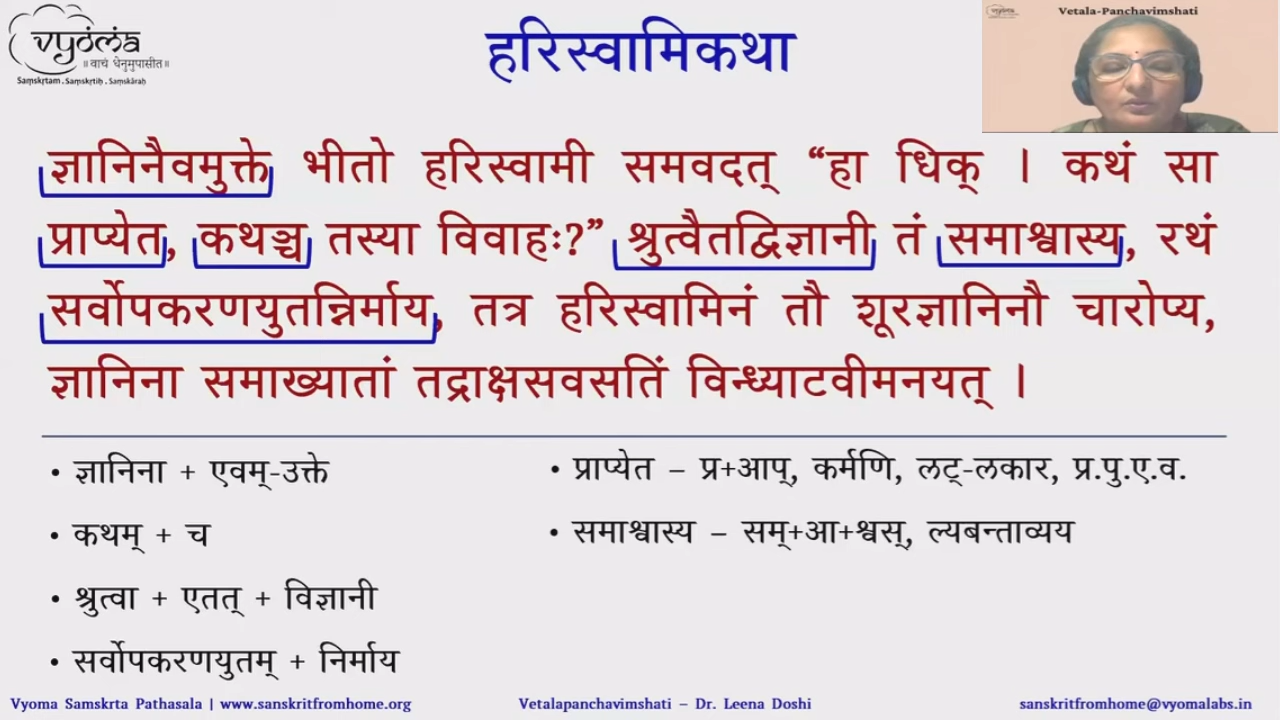 vyoma
॥ वाचं धेनुमुपासीत॥
Saṃskṛtam . Saṃskṛtiḥ . Saṃskāraḥ
हरिस्वामिकथा
Vetala-Panchavimshati
ज्ञानिनैवमुक्ते भीतो हरिस्वामी समवदत् “हा धिक् । कथं सा
प्राप्येत, कथञ्च तस्या विवाहः?” श्रुत्वैतद्विज्ञानी तं समाश्वास्य, रथं
सर्वोपकरणयुतन्निर्माय, तत्र हरिस्वामिनं तौ शूरज्ञानिनौ चारोप्य,
ज्ञानिना समाख्यातां तद्राक्षसवसतिं विन्ध्याटवीमनयत् ।
• ज्ञानिना + एवम्-उक्ते
• कथम् + च
• श्रुत्वा + एतत् + विज्ञानी
• सर्वोपकरणयुतम् + निर्माय
• प्राप्येत – प्र+आप्, कर्मणि, लट्-लकार, प्र.पु.ए.व.
• समाश्वास्य – सम्+आ+श्वस्, ल्यबन्ताव्यय
Vyoma Samskrta Pathasala | www.sanskritfromhome.org
Vetalapanchavimshati – Dr. Leena Doshi
sanskritfromhome@vyomalabs.in